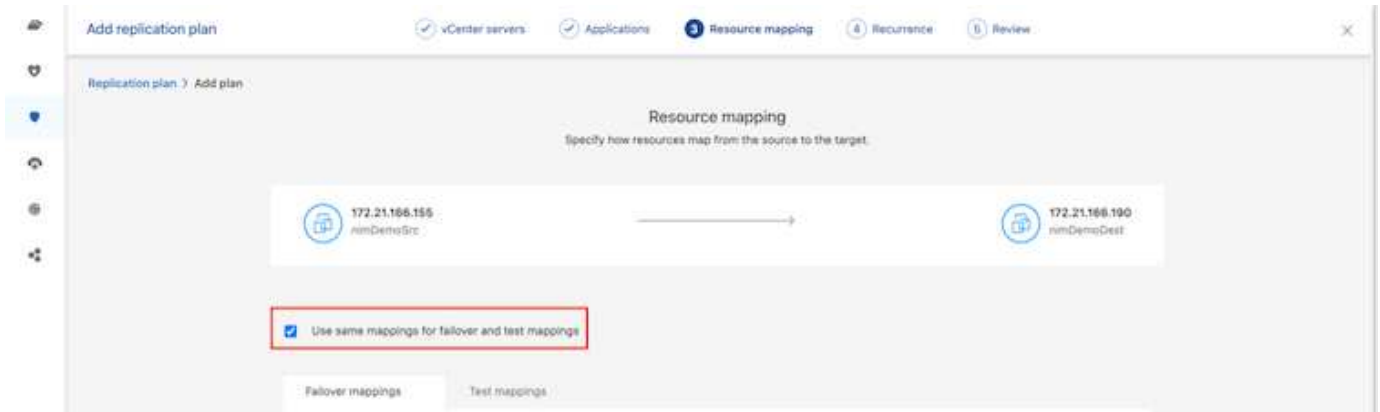 Add replication plan
vCenter servers
Applications
3 Resource mapping
4 Recurrence
5 Review
Replication plan > Add plan
Resource mapping
Specify how resources map from the source to the target.
172.21.166.155
nimDemoSrc
172.21.166.190
nimDemoDest
Use same mappings for failover and test mappings
Failover mappings
Test mappings